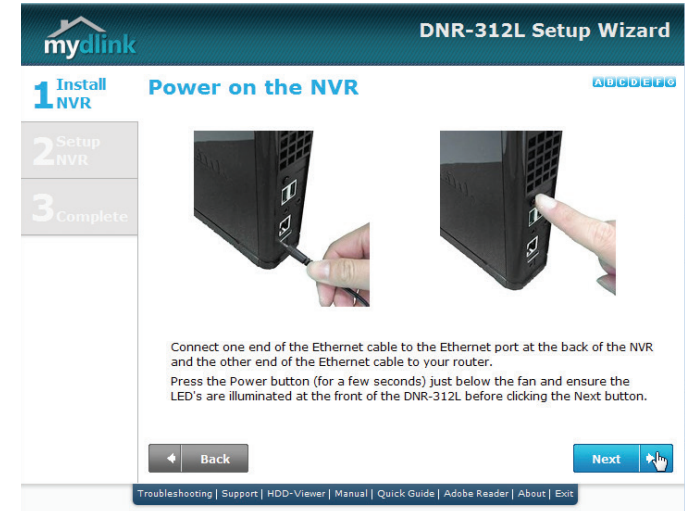 mydlink
DNR-312L Setup Wizard
1 Install
NVR
Power on the NVR
A B C D E F G
2 Setup
NVR
3 Complete
Connect one end of the Ethernet cable to the Ethernet port at the back of the NVR
and the other end of the Ethernet cable to your router.
Press the Power button (for a few seconds) just below the fan and ensure the
LED's are illuminated at the front of the DNR-312L before clicking the Next button.
Back
Next
Troubleshooting | Support | HDD-Viewer | Manual | Quick Guide | Adobe Reader | About | Exit